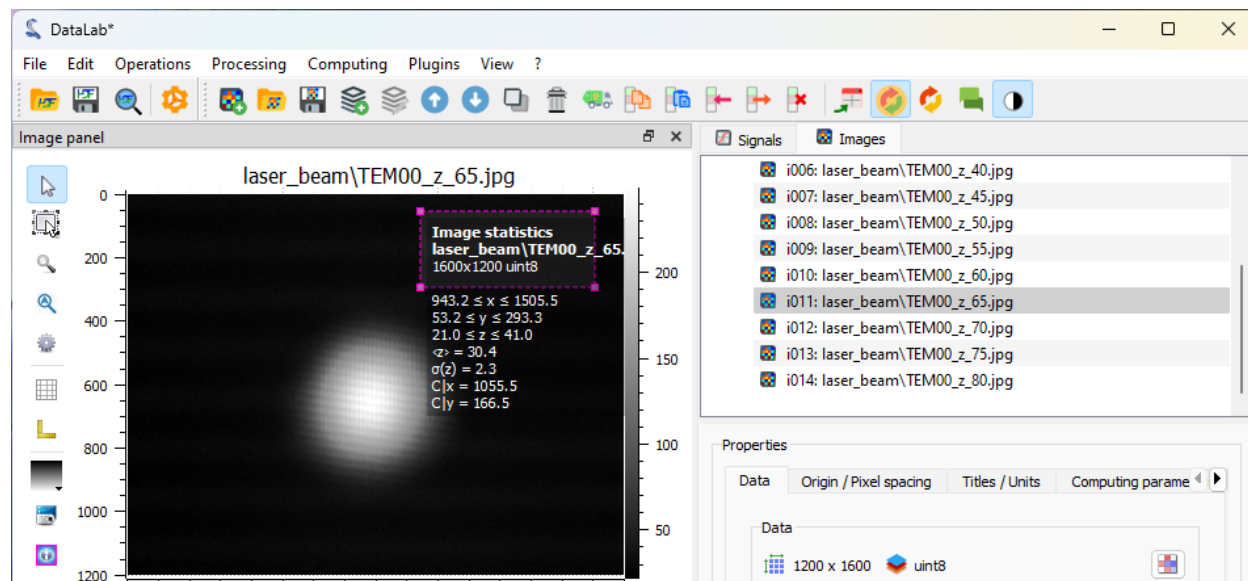 DataLab*
File Edit Operations Processing Computing Plugins View ?
Image panel
Signals Images
laser_beam\TEM00_z_65.jpg
0
200
400
600
800
1000
1200
Image statistics
laser_beam\TEM00_z_65.
1600x1200 uint8
943.2 ≤ x ≤ 1505.5
53.2 ≤ y ≤ 293.3
21.0 ≤ z ≤ 41.0
<z> = 30.4
σ(z) = 2.3
C|x = 1055.5
C|y = 166.5
200
150
100
50
i006: laser_beam\TEM00_z_40.jpg
i007: laser_beam\TEM00_z_45.jpg
i008: laser_beam\TEM00_z_50.jpg
i009: laser_beam\TEM00_z_55.jpg
i010: laser_beam\TEM00_z_60.jpg
i011: laser_beam\TEM00_z_65.jpg
i012: laser_beam\TEM00_z_70.jpg
i013: laser_beam\TEM00_z_75.jpg
i014: laser_beam\TEM00_z_80.jpg
Properties
Data Origin / Pixel spacing Titles / Units Computing parame
Data
1200 x 1600 uint8